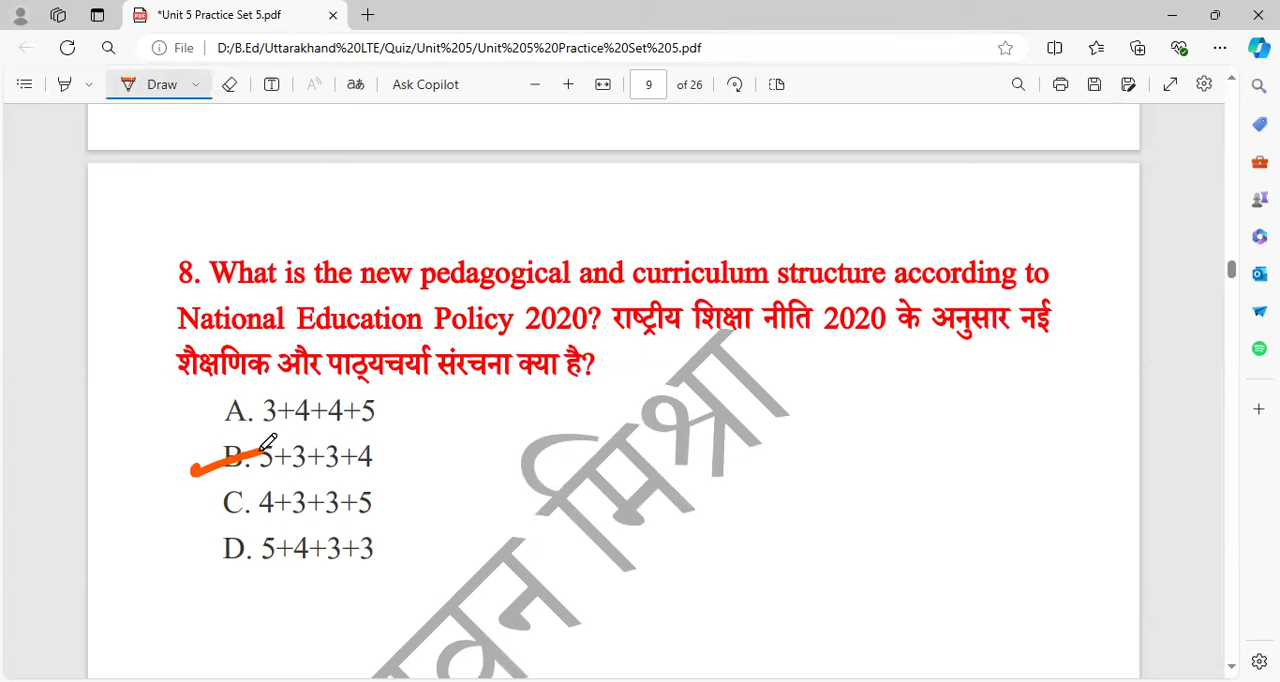 *Unit 5 Practice Set 5.pdf
File D:/B.Ed/Uttarakhand%20LTE/Quiz/Unit%205/Unit%205%20Practice%20Set%205.pdf
Draw aあ Ask Copilot 9 of 26
8. What is the new pedagogical and curriculum structure according to
National Education Policy 2020? राष्ट्रीय शिक्षा नीति 2020 के अनुसार नई
शैक्षणिक और पाठ्यचर्या संरचना क्या है?
A. 3+4+4+5
B. 5+3+3+4
C. 4+3+3+5
D. 5+4+3+3
मिश्रा